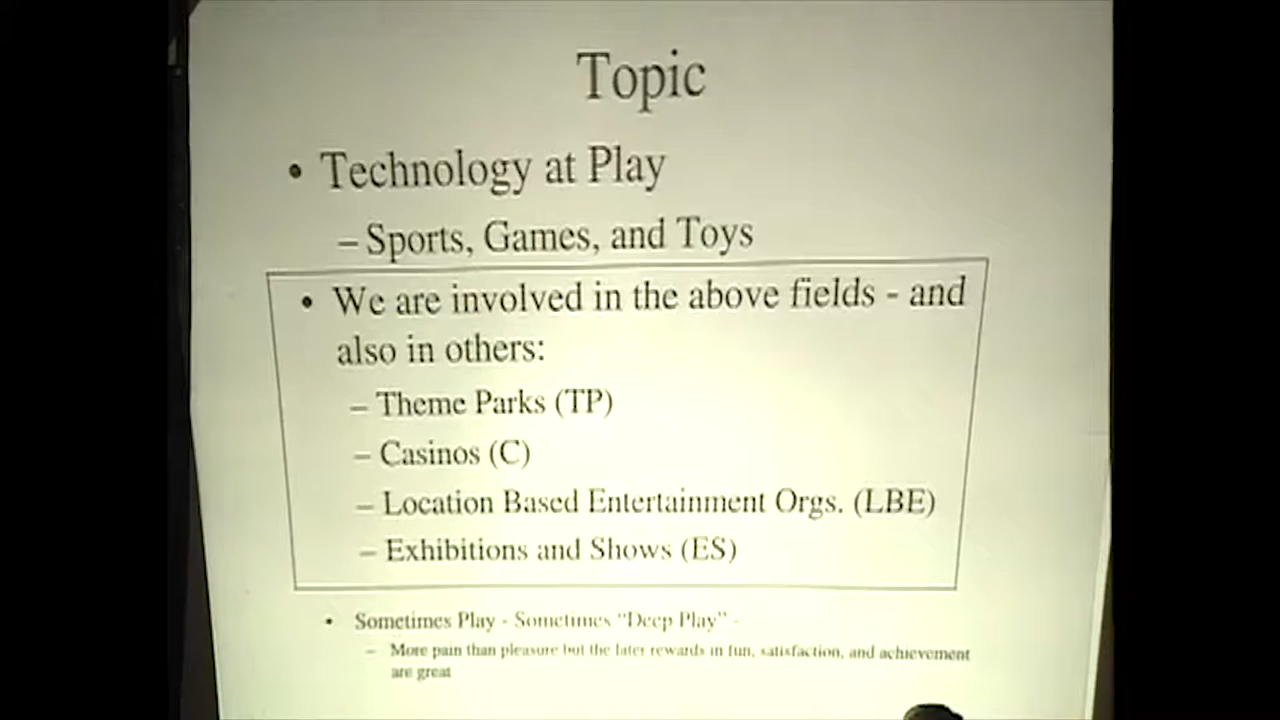 Topic
• Technology at Play
– Sports, Games, and Toys
• We are involved in the above fields - and
also in others:
– Theme Parks (TP)
– Casinos (C)
– Location Based Entertainment Orgs. (LBE)
– Exhibitions and Shows (ES)
• Sometimes Play - Sometimes "Deep Play" -
– More pain than pleasure but the later rewards in fun, satisfaction, and achievement
are great